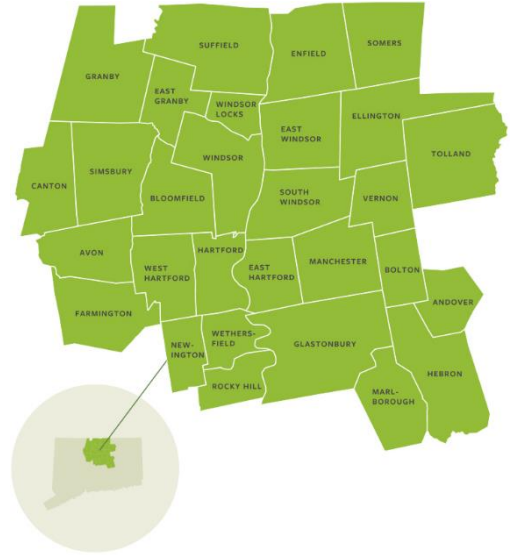 SUFFIELD
ENFIELD
SOMERS
GRANBY
EAST
GRANBY
WINDSOR
LOCKS
EAST
WINDSOR
ELLINGTON
TOLLAND
CANTON
SIMSBURY
WINDSOR
BLOOMFIELD
SOUTH
WINDSOR
VERNON
AVON
WEST
HARTFORD
HARTFORD
EAST
HARTFORD
MANCHESTER
BOLTON
ANDOVER
FARMINGTON
NEW-
INGTON
WETHERS-
FIELD
GLASTONBURY
HEBRON
ROCKY HILL
MARL-
BOROUGH